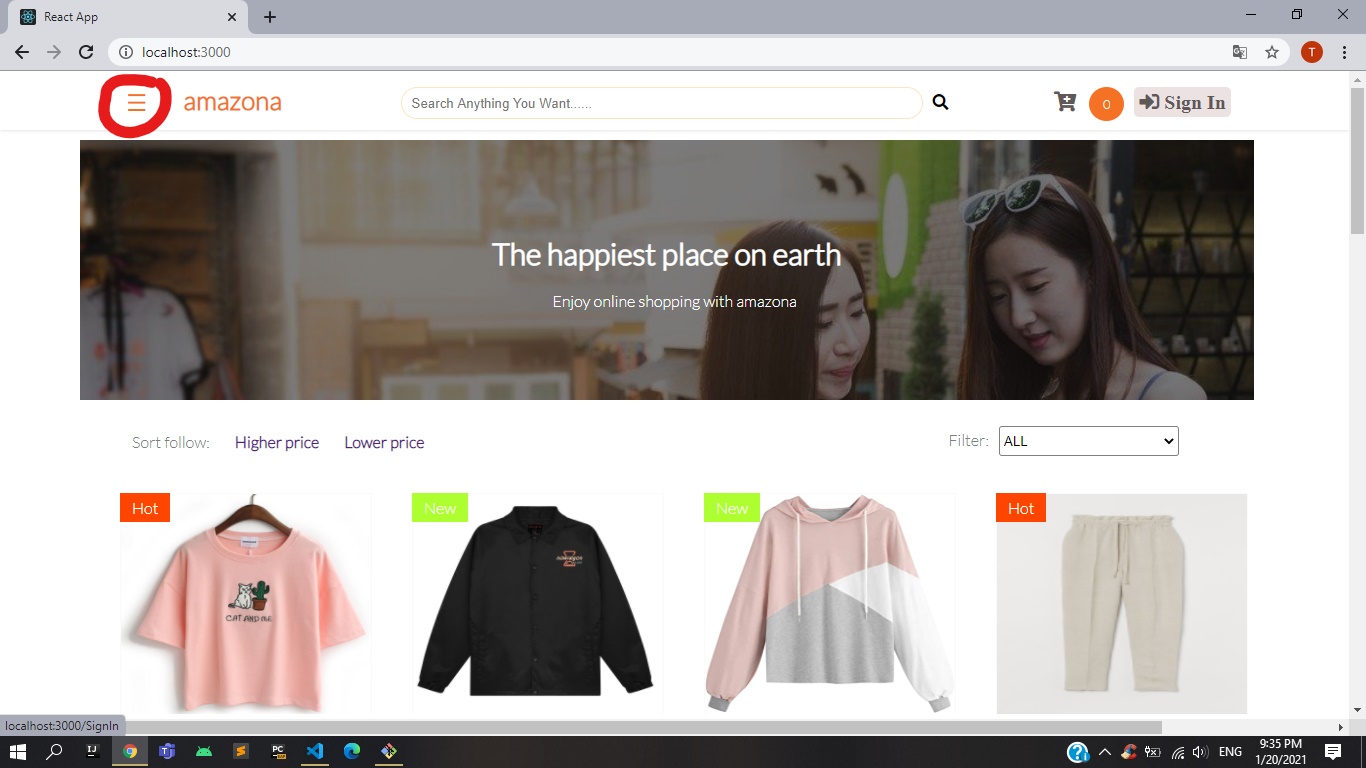 React App
localhost:3000
T
☰ amazona
Search Anything You Want......
0
Sign In
The happiest place on earth
Enjoy online shopping with amazona
Sort follow: Higher price Lower price
Filter: ALL
Hot
New
New
Hot
CAT AND ME
localhost:3000/SignIn
IJ
PC
ENG
9:35 PM
1/20/2021